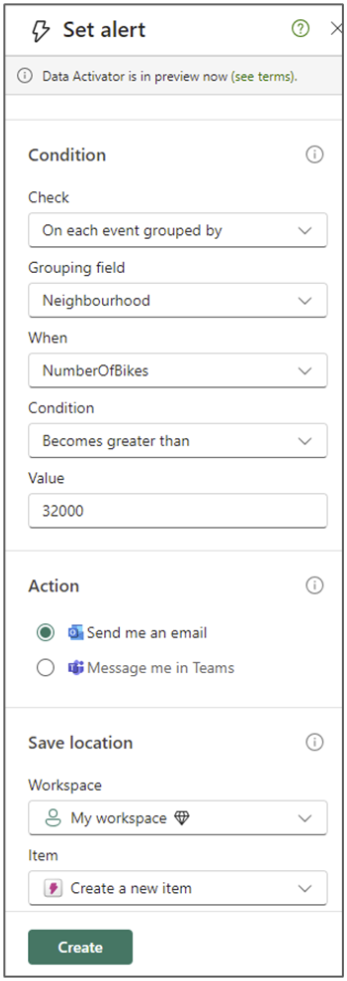 Set alert
Data Activator is in preview now (see terms).
Condition
Check
On each event grouped by
Grouping field
Neighbourhood
When
NumberOfBikes
Condition
Becomes greater than
Value
32000
Action
Send me an email
Message me in Teams
Save location
Workspace
My workspace
Item
Create a new item
Create